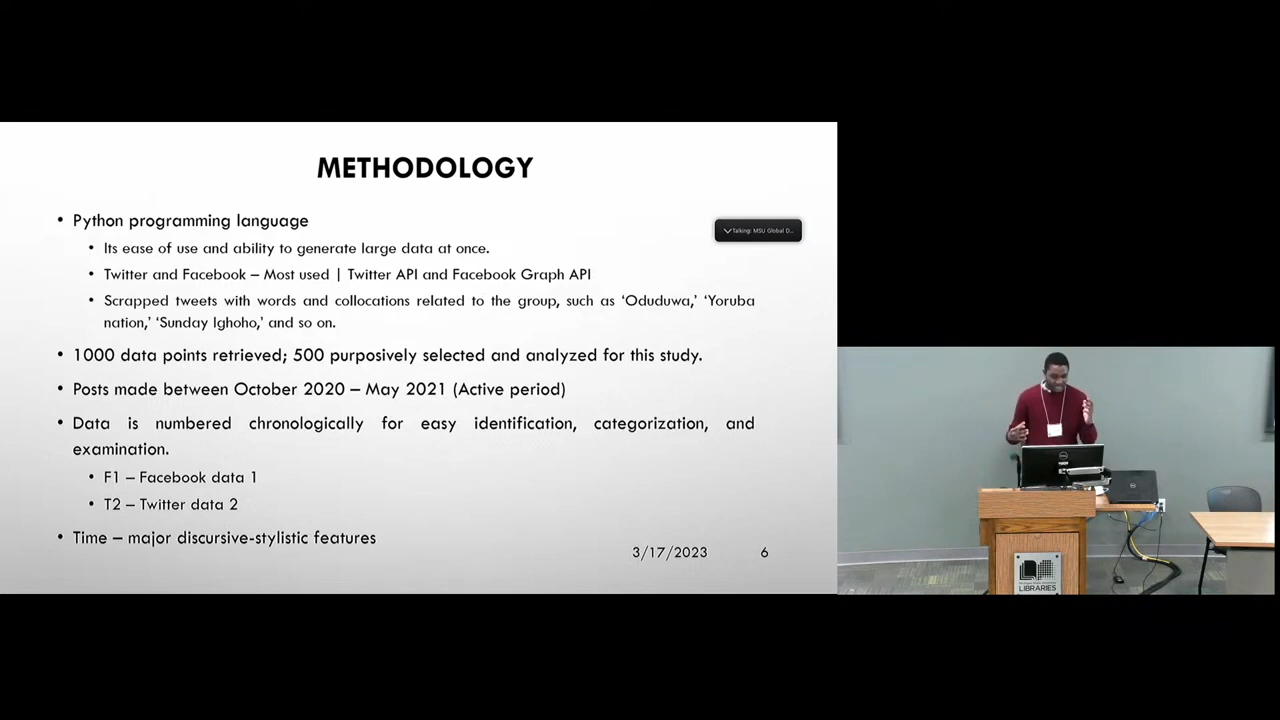 METHODOLOGY
• Python programming language
• Its ease of use and ability to generate large data at once.
• Twitter and Facebook – Most used | Twitter API and Facebook Graph API
• Scrapped tweets with words and collocations related to the group, such as ‘Oduduwa,’ ‘Yoruba
nation,’ ‘Sunday Ighoho,’ and so on.
• 1000 data points retrieved; 500 purposively selected and analyzed for this study.
• Posts made between October 2020 – May 2021 (Active period)
• Data is numbered chronologically for easy identification, categorization, and
examination.
• F1 – Facebook data 1
• T2 – Twitter data 2
• Time – major discursive-stylistic features
3/17/2023 6
Talking: MSU Global D...
LIBRARIES